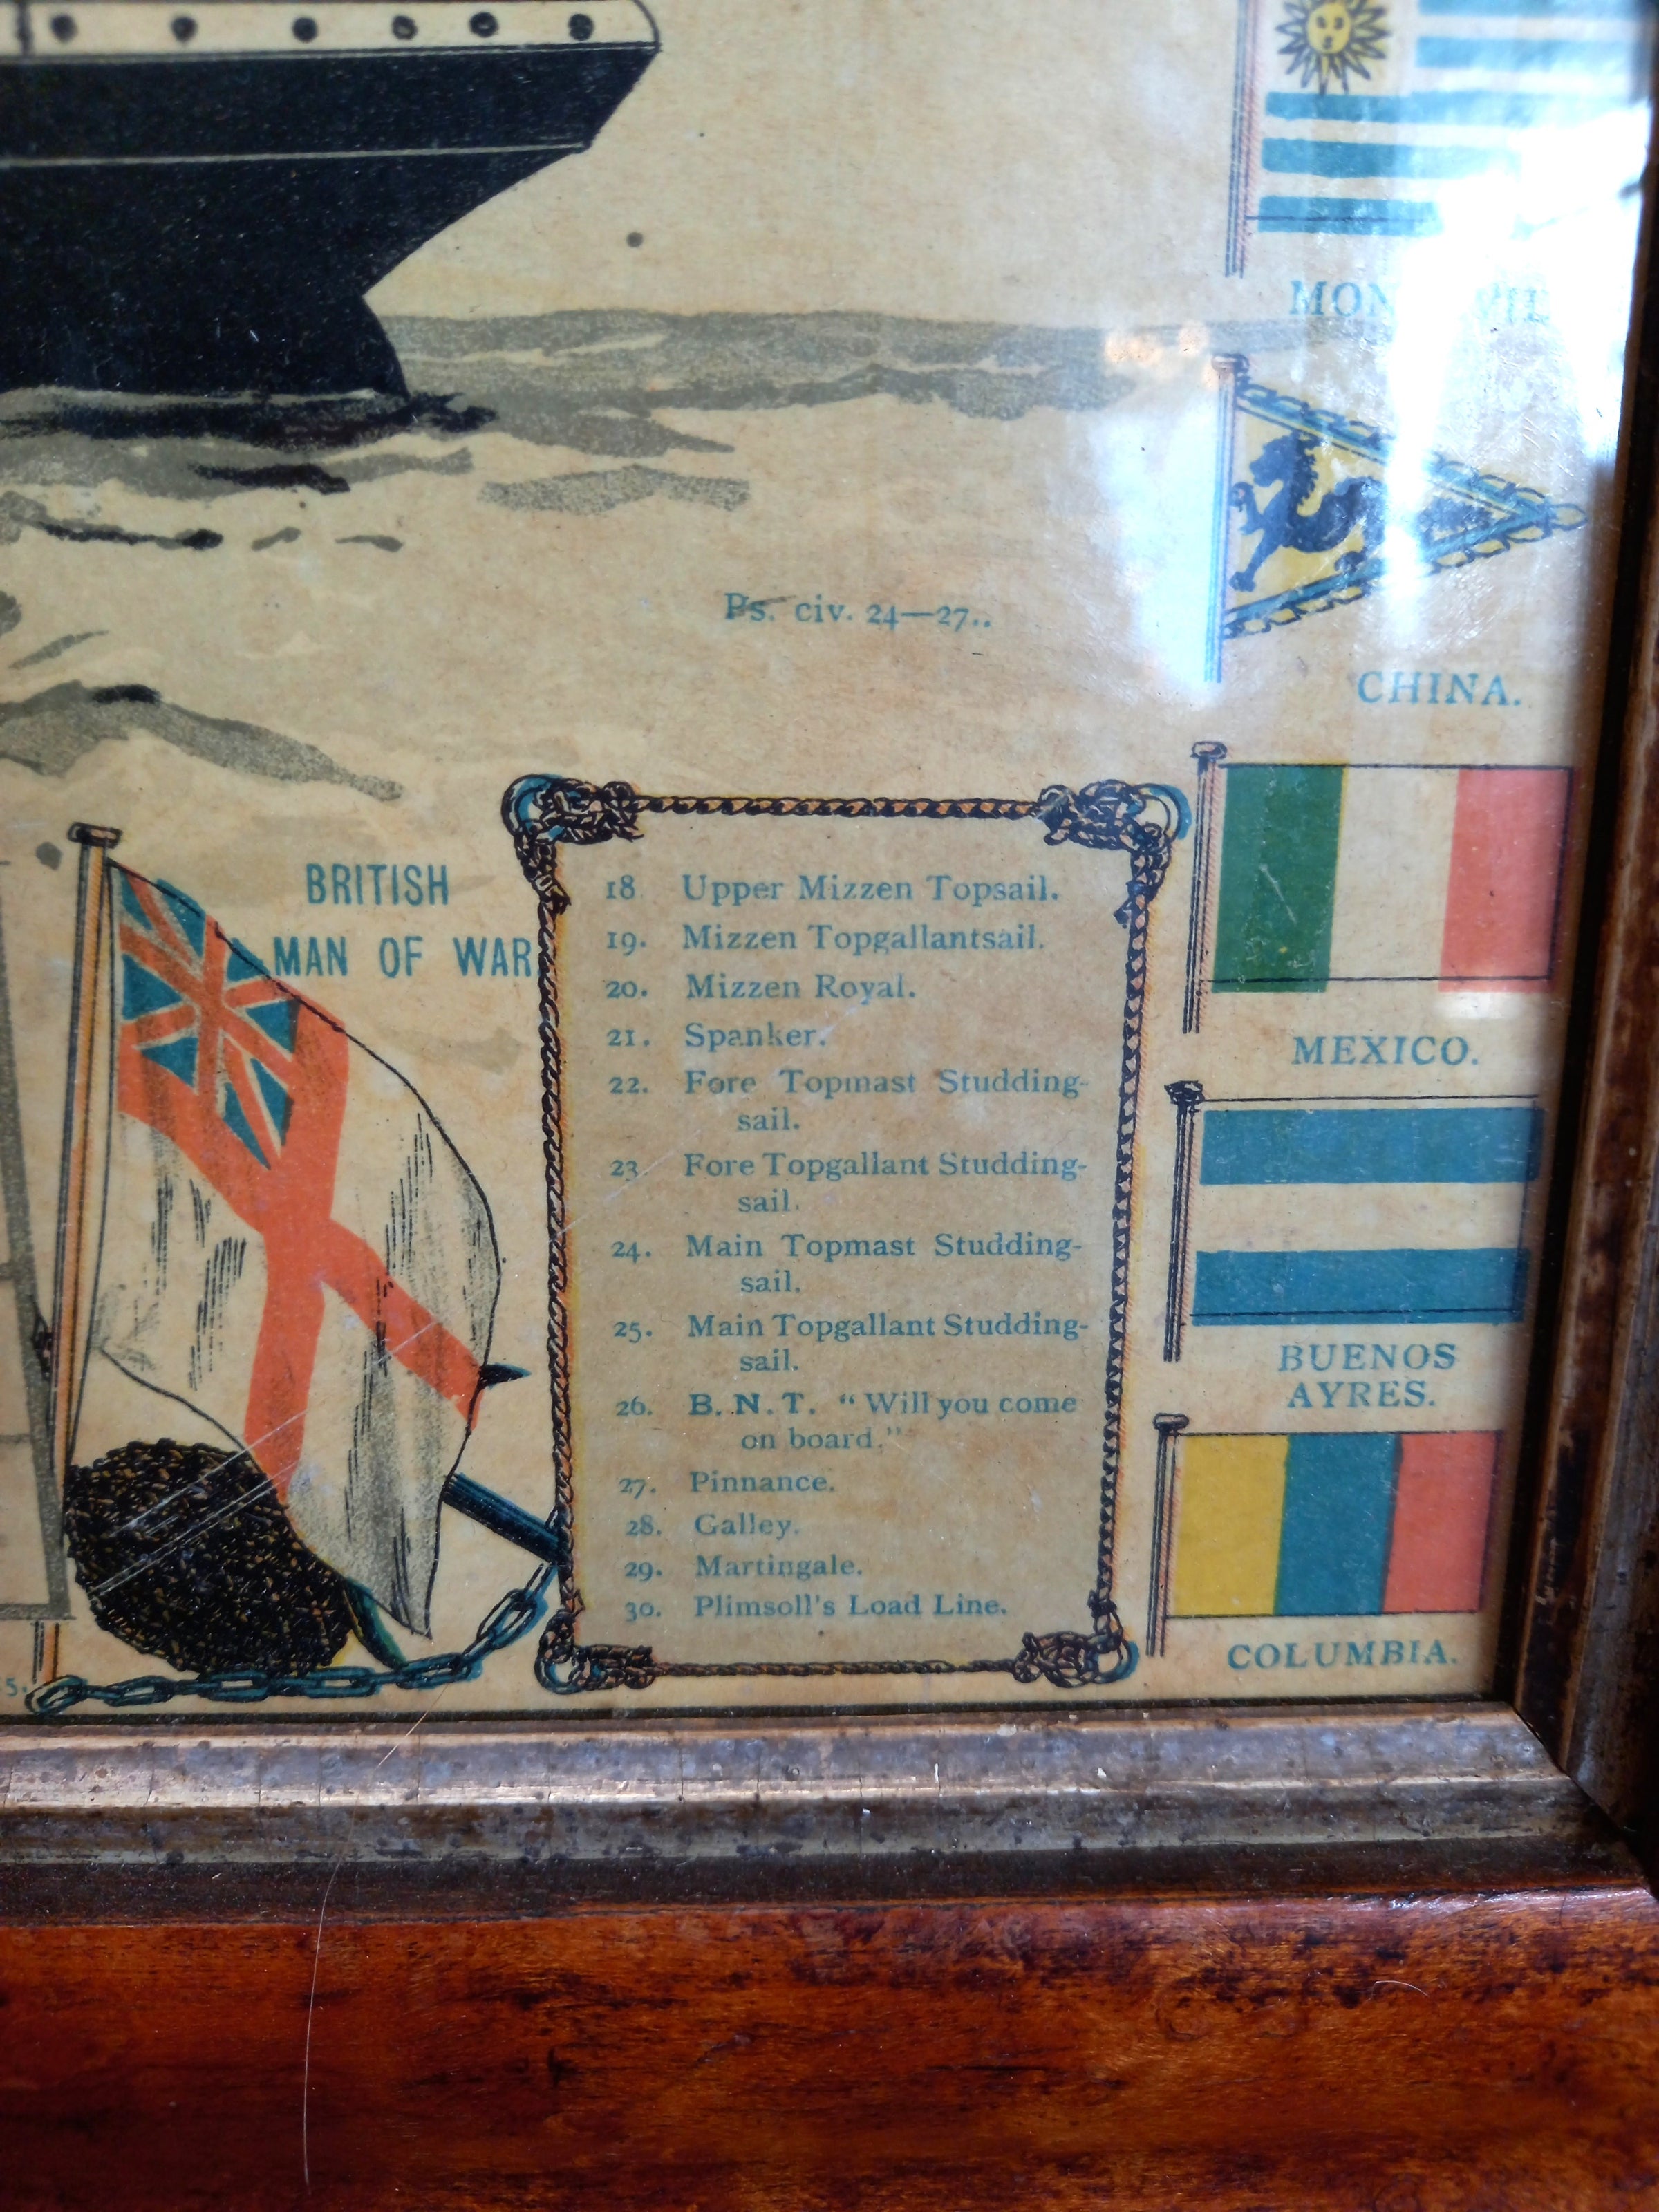 MON
Ps. civ. 24—27..
CHINA.
BRITISH
MAN OF WAR
18. Upper Mizzen Topsail.
19. Mizzen Topgallantsail.
20. Mizzen Royal.
21. Spanker.
22. Fore Topmast Studding-
sail.
23. Fore Topgallant Studding-
sail.
24. Main Topmast Studding-
sail.
25. Main Topgallant Studding-
sail.
26. B.N.T. “Will you come
on board.”
27. Pinnance.
28. Galley.
29. Martingale.
30. Plimsoll's Load Line.
MEXICO.
BUENOS
AYRES.
COLUMBIA.
5.